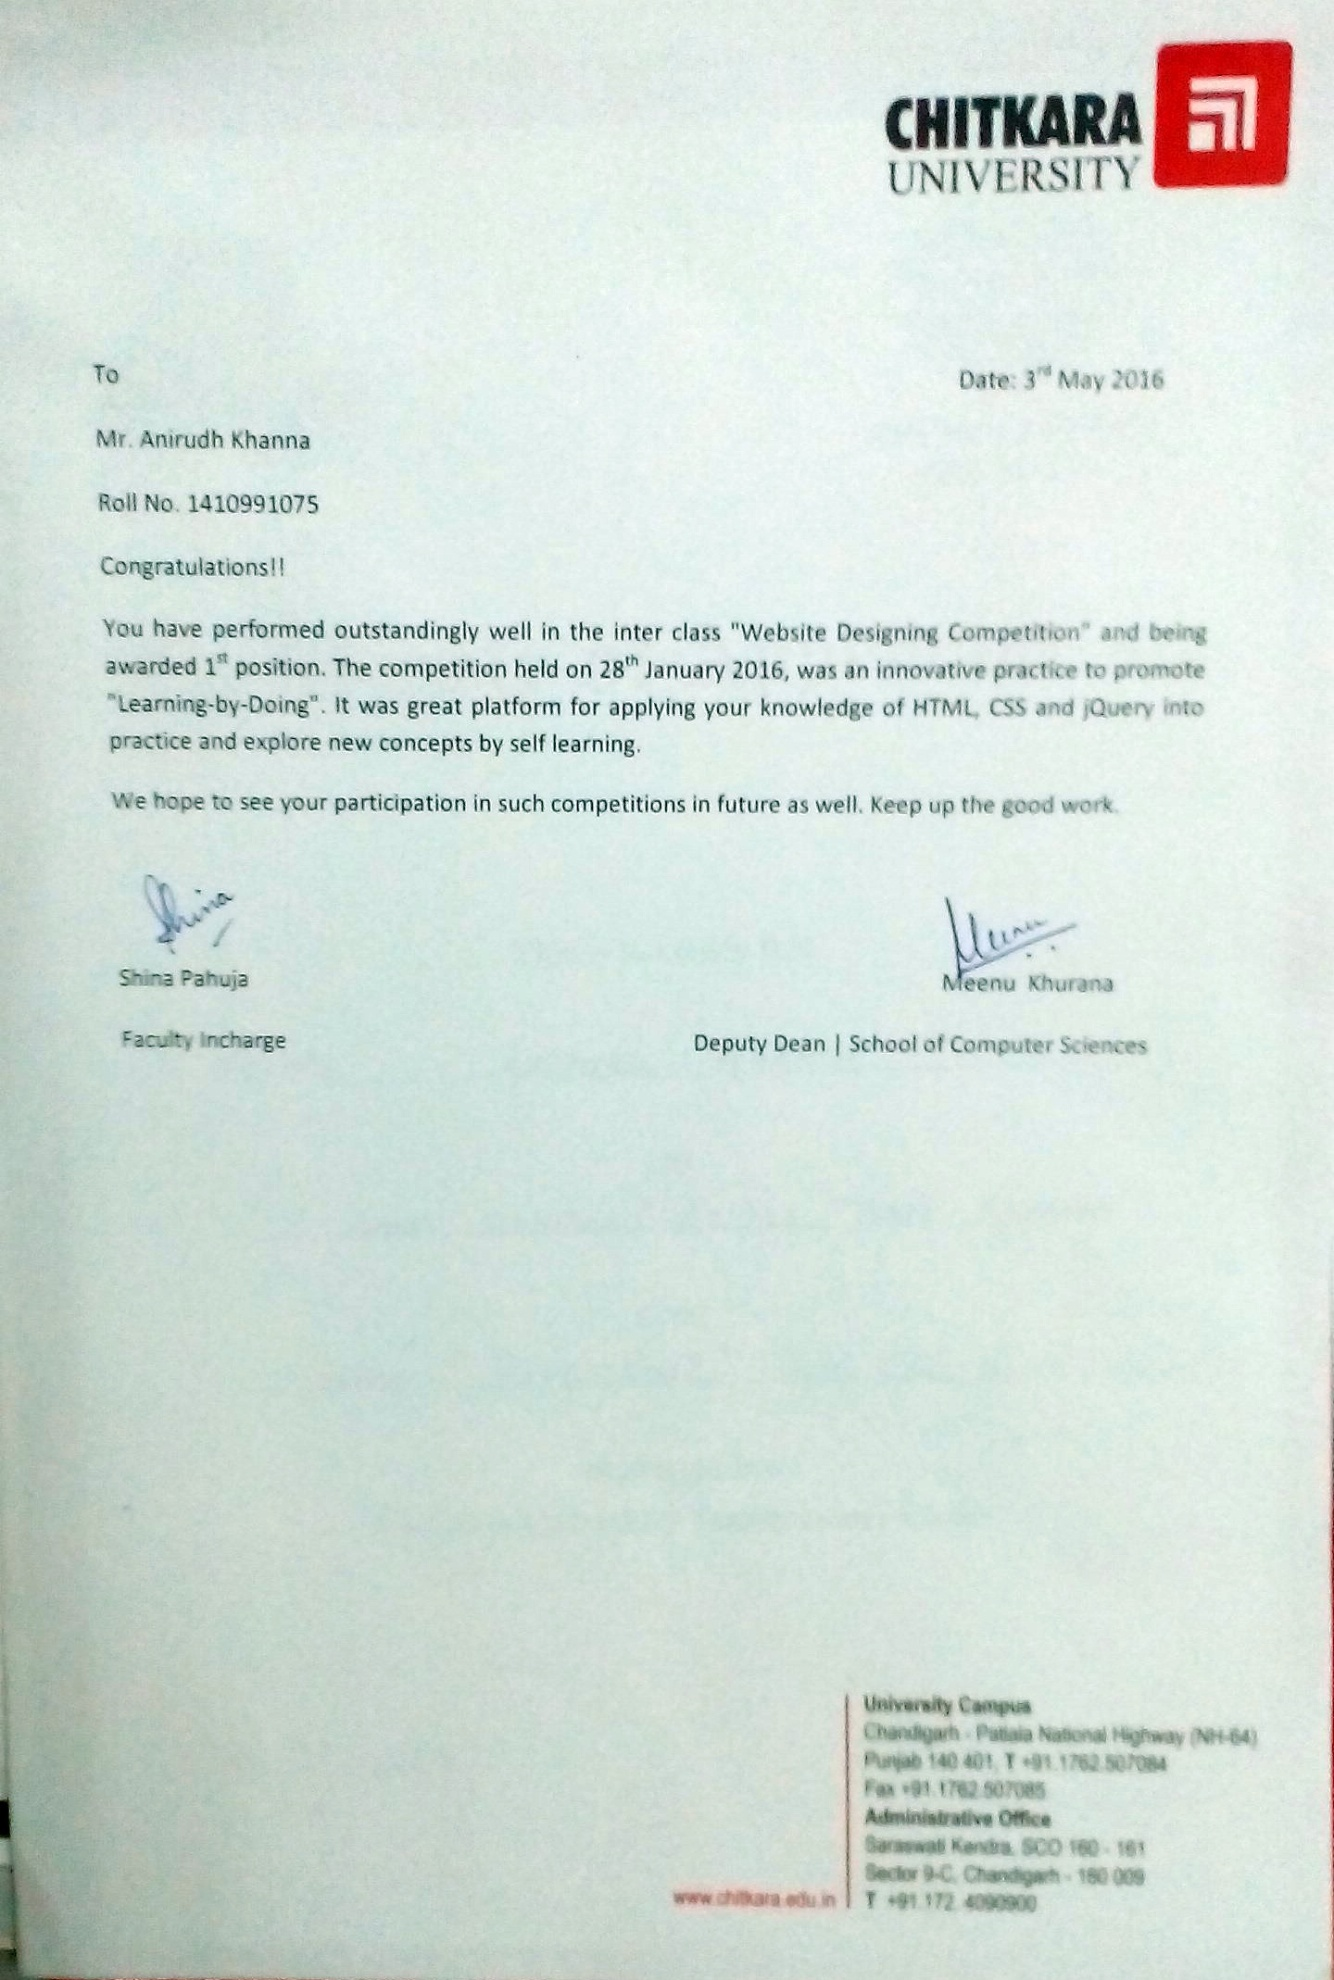 CHITKARA
UNIVERSITY
To
Date: 3rd May 2016
Mr. Anirudh Khanna
Roll No. 1410991075
Congratulations!!
You have performed outstandingly well in the inter class "Website Designing Competition" and being
awarded 1st position. The competition held on 28th January 2016, was an innovative practice to promote
"Learning-by-Doing". It was great platform for applying your knowledge of HTML, CSS and jQuery into
practice and explore new concepts by self learning.
We hope to see your participation in such competitions in future as well. Keep up the good work.
Shina
Meenu
Shina Pahuja
Meenu Khurana
Faculty Incharge
Deputy Dean | School of Computer Sciences
University Campus
Chandigarh - Patiala National Highway (NH-64)
Punjab 140 401, T +91.1762.507084
Fax +91.1762.507085
Administrative Office
Saraswati Kendra, SCO 160 - 161
Sector 9-C, Chandigarh - 160 009
www.chitkara.edu.in
T +91.172. 4090900